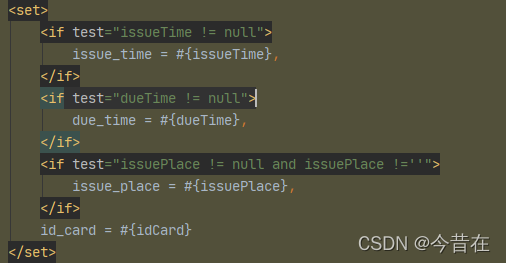 <set>
    <if test="issueTime != null">
        issue_time = #{issueTime},
    </if>
    <if test="dueTime != null">
        due_time = #{dueTime},
    </if>
    <if test="issuePlace != null and issuePlace !=''">
        issue_place = #{issuePlace},
    </if>
    id_card = #{idCard}
</set>
CSDN @今昔在